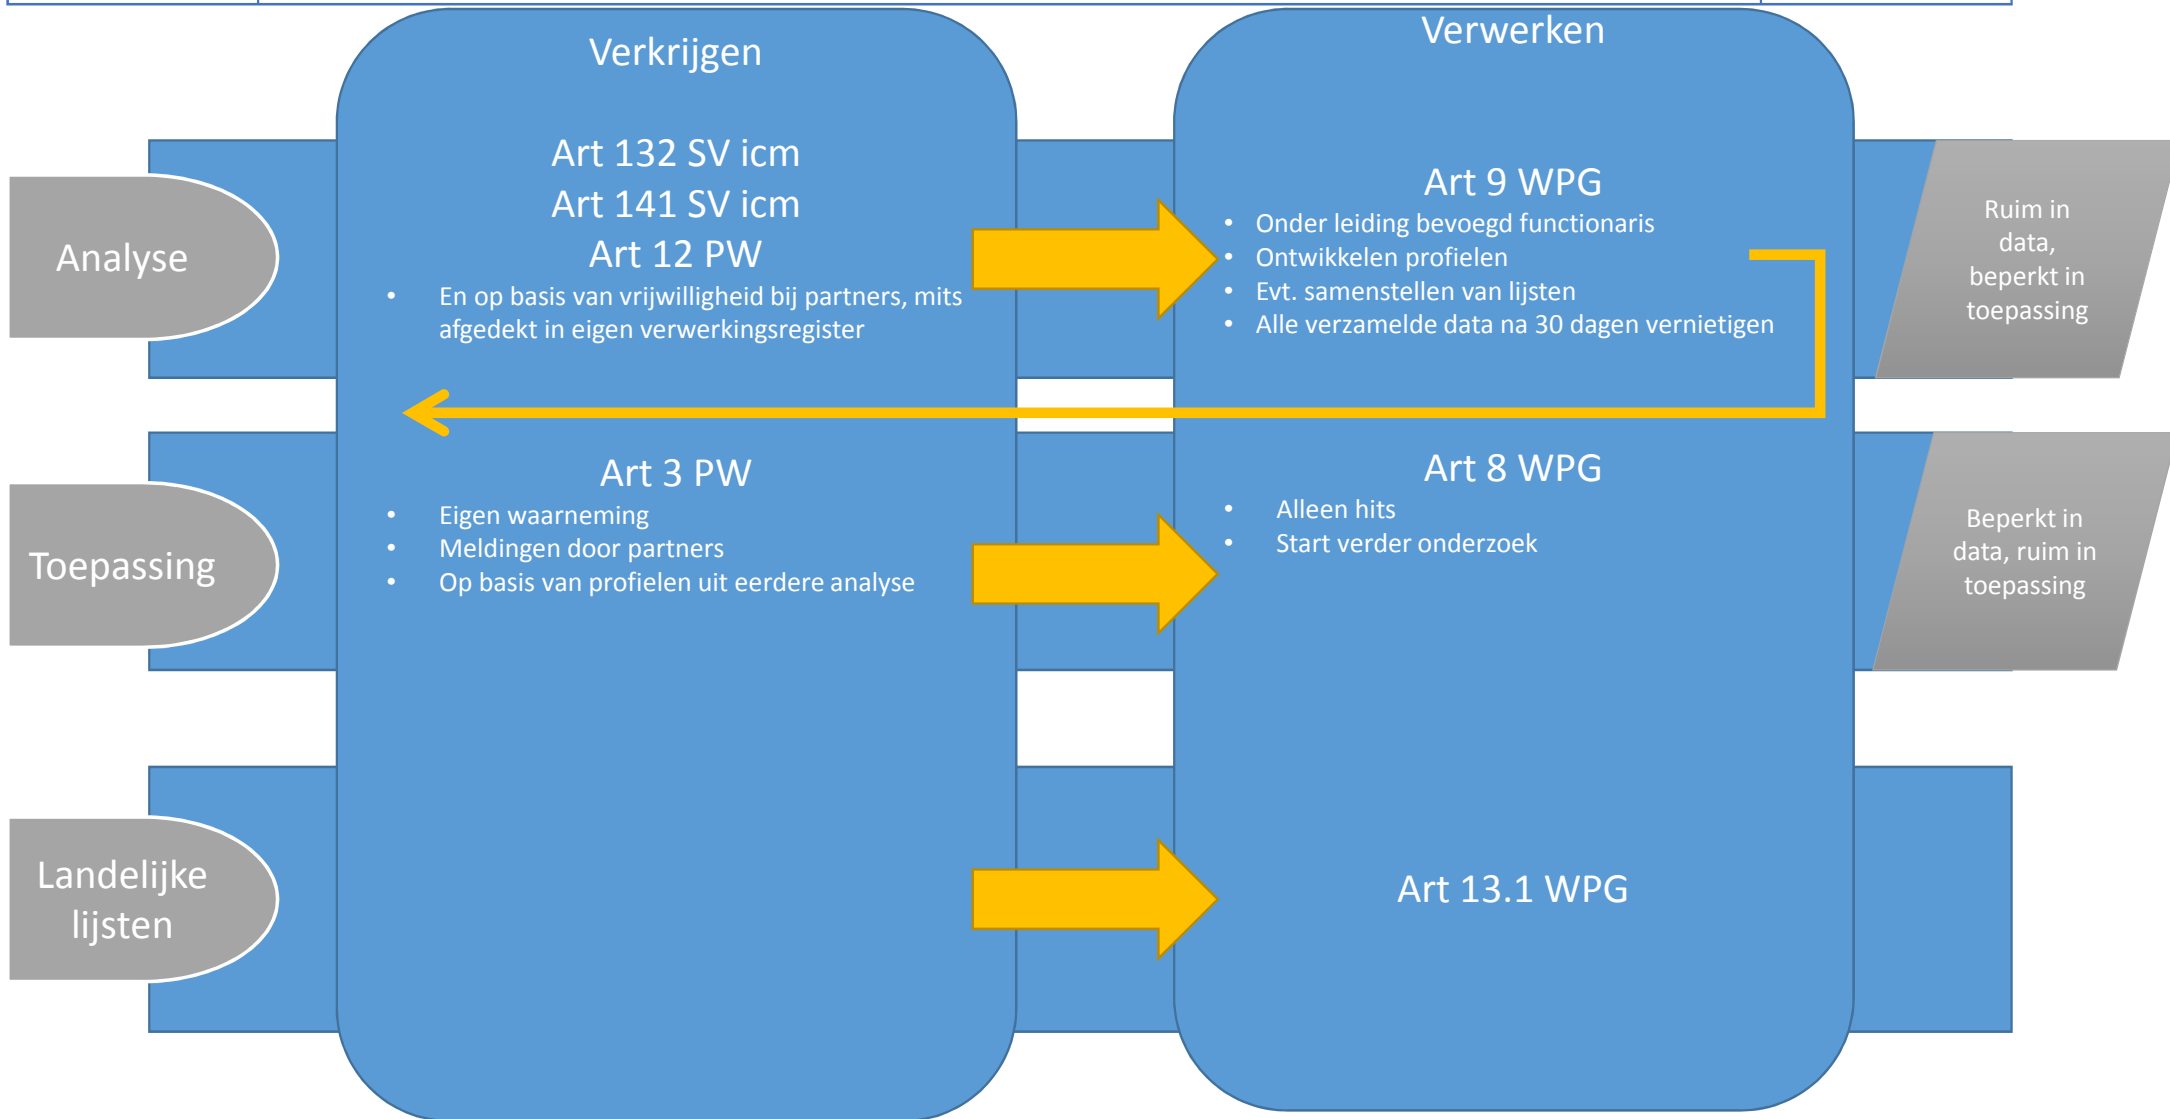 Verkrijgen
Verwerken
Analyse
Art 132 SV icm
Art 141 SV icm
Art 12 PW
• En op basis van vrijwilligheid bij partners, mits
afgedekt in eigen verwerkingsregister
Art 9 WPG
• Onder leiding bevoegd functionaris
• Ontwikkelen profielen
• Evt. samenstellen van lijsten
• Alle verzamelde data na 30 dagen vernietigen
Ruim in
data,
beperkt in
toepassing
Toepassing
Art 3 PW
• Eigen waarneming
• Meldingen door partners
• Op basis van profielen uit eerdere analyse
Art 8 WPG
• Alleen hits
• Start verder onderzoek
Beperkt in
data, ruim in
toepassing
Landelijke
lijsten
Art 13.1 WPG